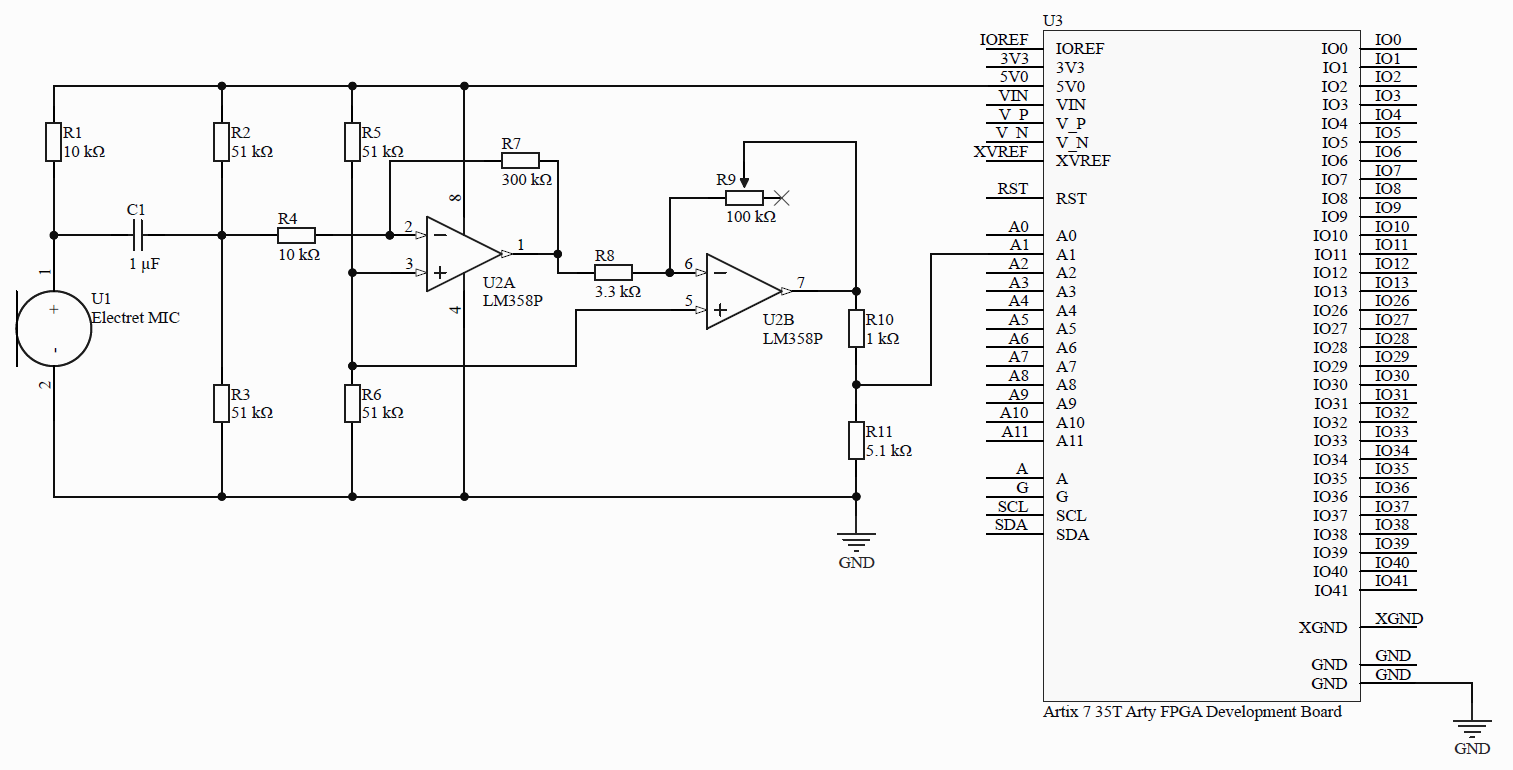 U3
IOREF IOREF IO0 IO0
3V3 3V3 IO1 IO1
5V0 5V0 IO2 IO2
VIN VIN IO3 IO3
V_P V_P IO4 IO4
V_N V_N IO5 IO5
XVREF XVREF IO6 IO6
IO7 IO7
RST RST IO8 IO8
IO9 IO9
A0 A0 IO10 IO10
A1 A1 IO11 IO11
A2 A2 IO12 IO12
A3 A3 IO13 IO13
A4 A4 IO26 IO26
A5 A5 IO27 IO27
A6 A6 IO28 IO28
A7 A7 IO29 IO29
A8 A8 IO30 IO30
A9 A9 IO31 IO31
A10 A10 IO32 IO32
A11 A11 IO33 IO33
IO34 IO34
A A IO35 IO35
G G IO36 IO36
SCL SCL IO37 IO37
SDA SDA IO38 IO38
IO39 IO39
IO40 IO40
IO41 IO41
XGND XGND
GND GND
GND GND
Artix 7 35T Arty FPGA Development Board
GND
R1
10 kΩ
R2
51 kΩ
R5
51 kΩ
R7
300 kΩ
R9
100 kΩ
C1
1 µF
R4
10 kΩ
8
2 −
3 +
1
4
U2A
LM358P
R8
3.3 kΩ
6 −
5 +
7
U2B
LM358P
R10
1 kΩ
1
+
-
2
U1
Electret MIC
R3
51 kΩ
R6
51 kΩ
R11
5.1 kΩ
GND